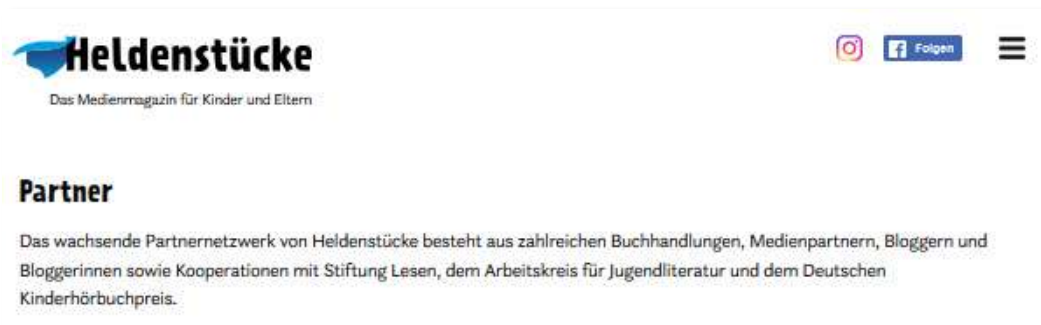 Heldenstücke
Folgen
Das Medienmagazin für Kinder und Eltern
Partner
Das wachsende Partnernetzwerk von Heldenstücke besteht aus zahlreichen Buchhandlungen, Medienpartnern, Bloggern und
Bloggerinnen sowie Kooperationen mit Stiftung Lesen, dem Arbeitskreis für Jugendliteratur und dem Deutschen
Kinderhörbuchpreis.